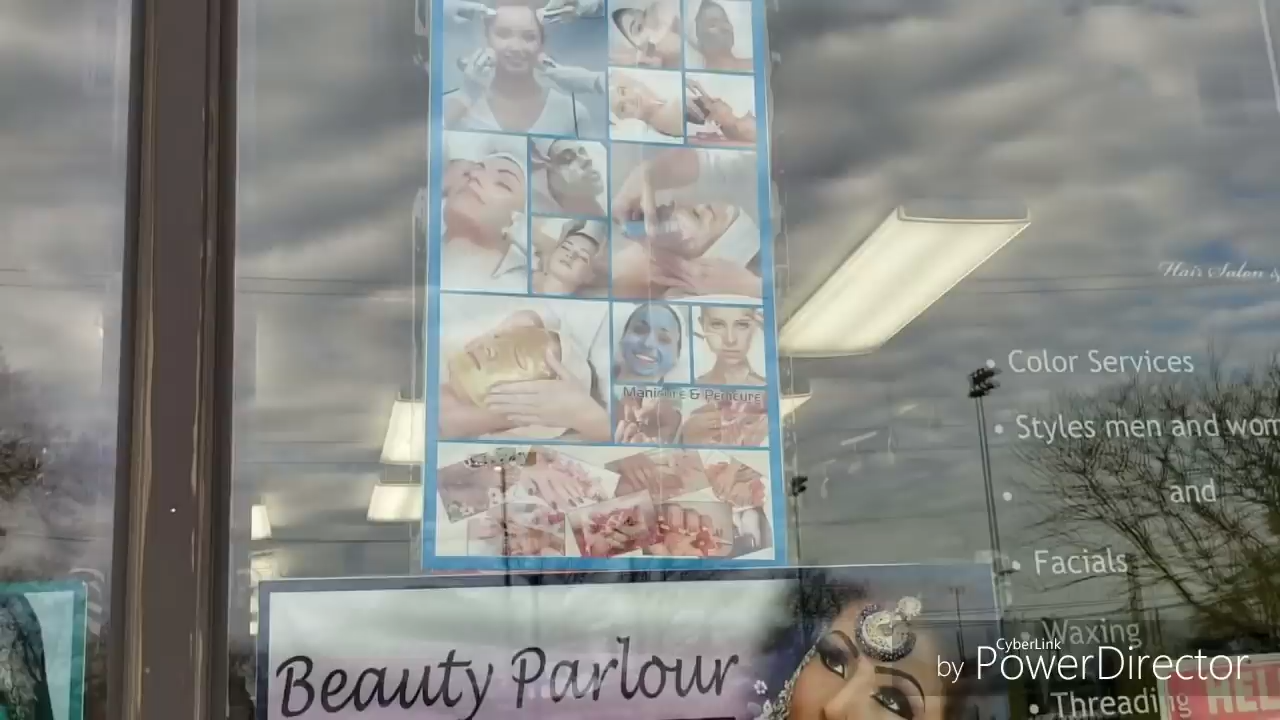 Hair Salon &
• Color Services
• Styles men and wom
• and
• Facials
• Waxing
• Threading
Manicure & Pedicure
Beauty Parlour
HEL
CyberLink
by PowerDirector